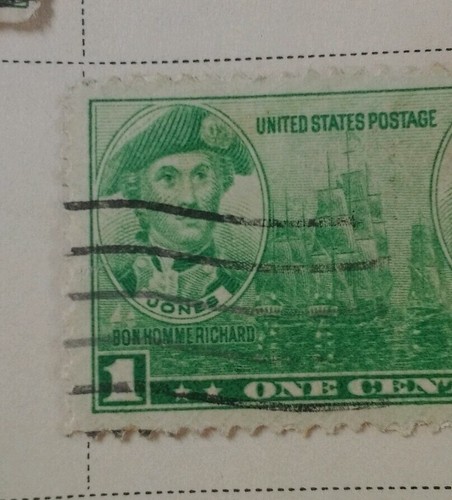 UNITED STATES POSTAGE
JONES
BON HOMME RICHARD
1 ONE CENT